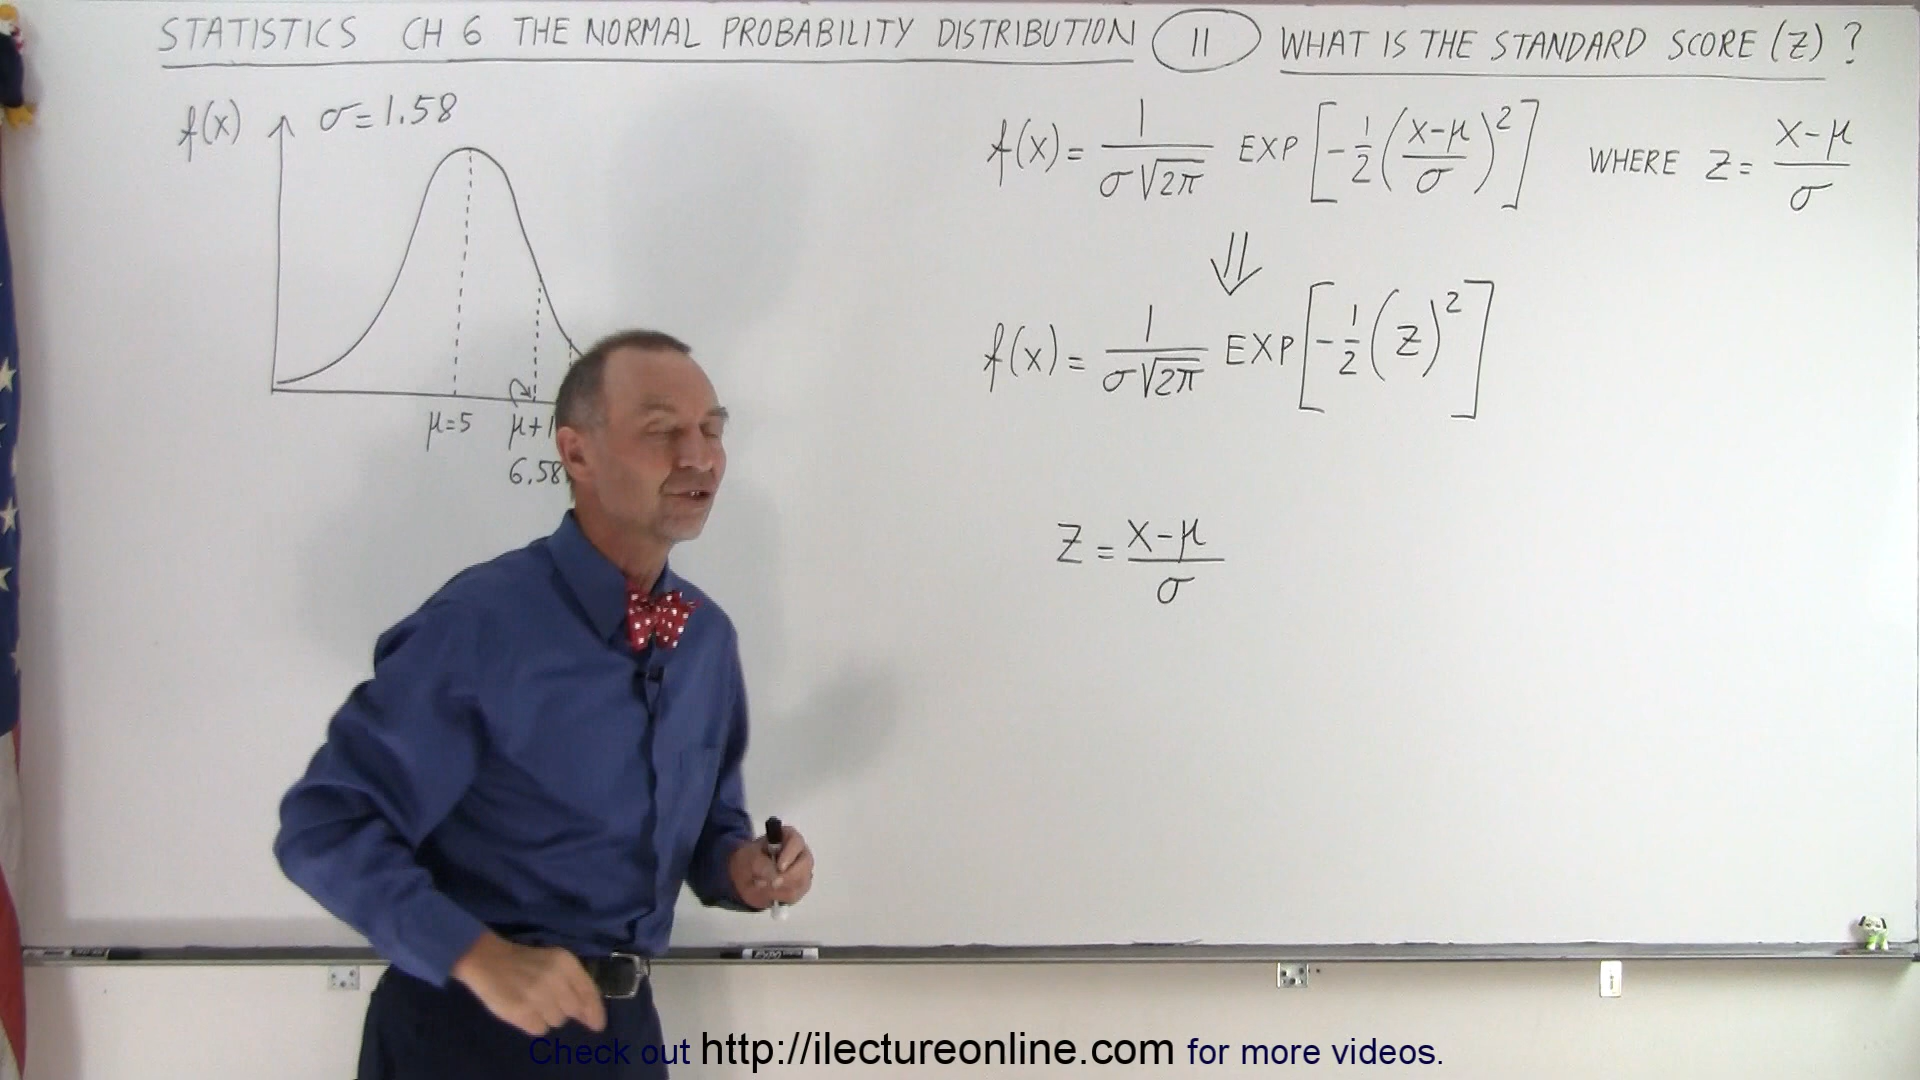 STATISTICS CH 6 THE NORMAL PROBABILITY DISTRIBUTION 11 WHAT IS THE STANDARD SCORE (Z) ?
f(x) σ=1.58
μ=5 μ+1
6.58
f(x) = 1/(σ√2π) EXP [-1/2 ((x-μ)/σ)²] WHERE Z = (x-μ)/σ
⇓
f(x) = 1/(σ√2π) EXP [-1/2 (Z)²]
Z = (x-μ)/σ
Check out http://ilectureonline.com for more videos.